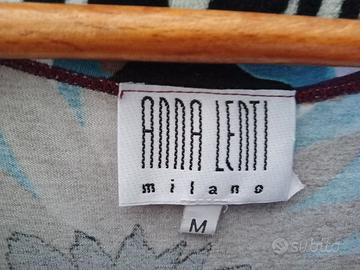 ANNA LENTI
milano
M
subito